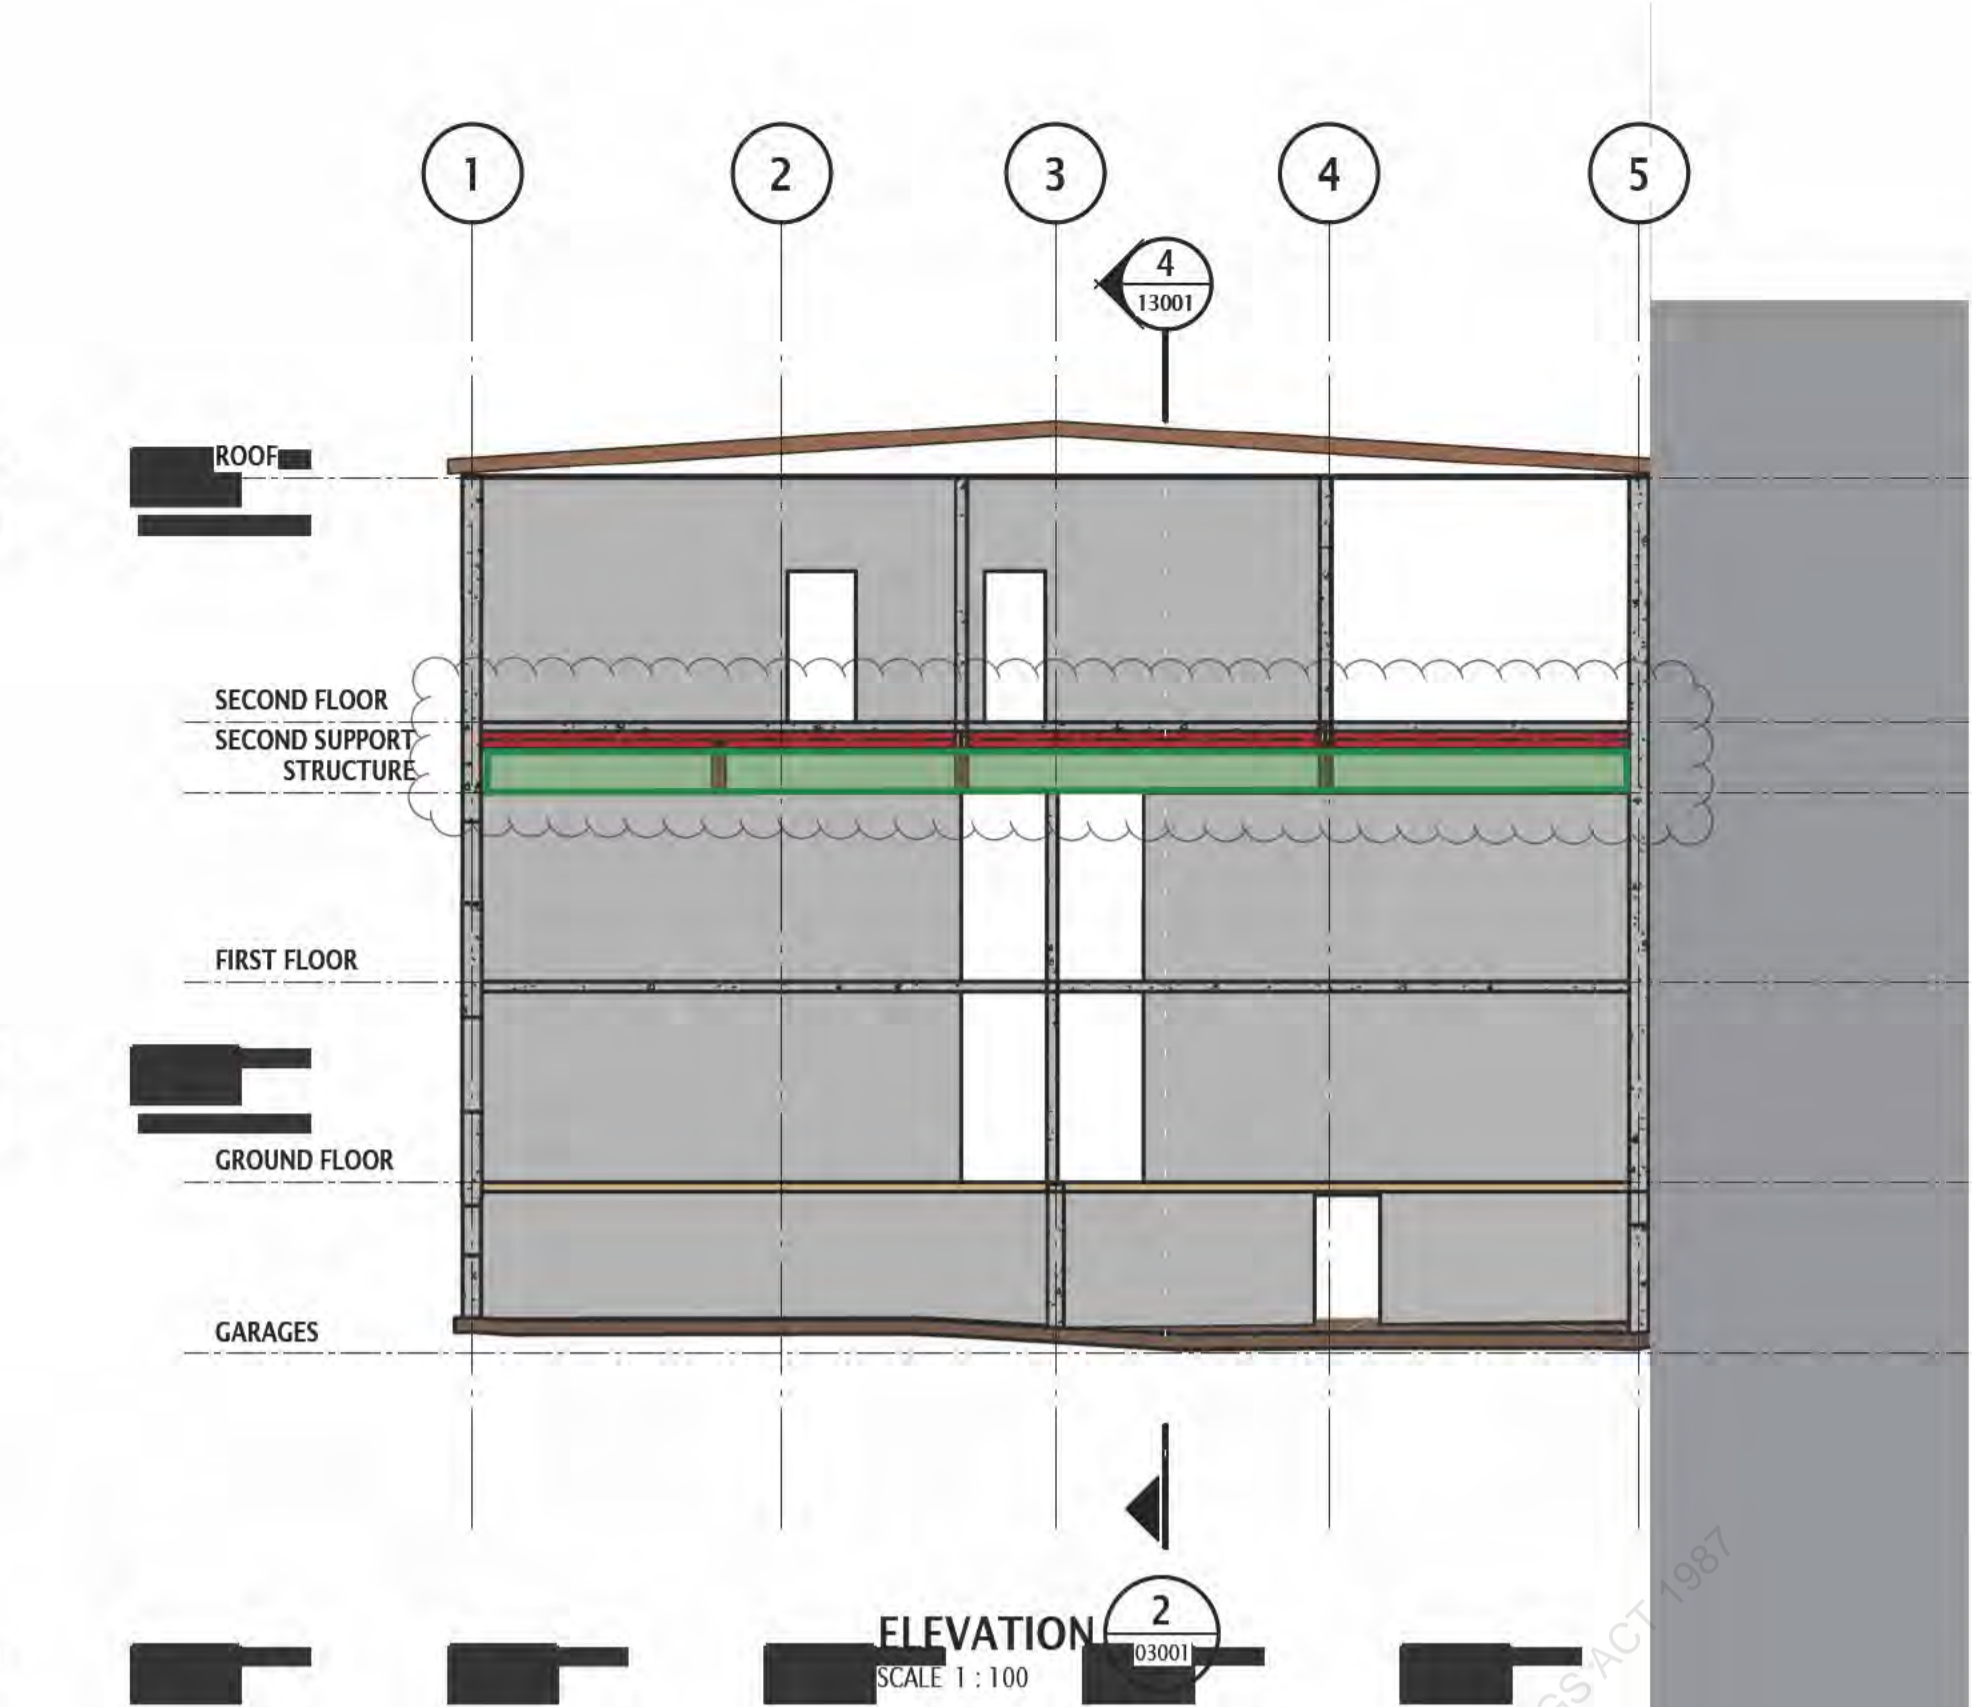 1 2 3 4 5
4
13001
ROOF
SECOND FLOOR
SECOND SUPPORT
STRUCTURE
FIRST FLOOR
GROUND FLOOR
GARAGES
ELEVATION
SCALE 1 : 100
2
03001
GS ACT 1987